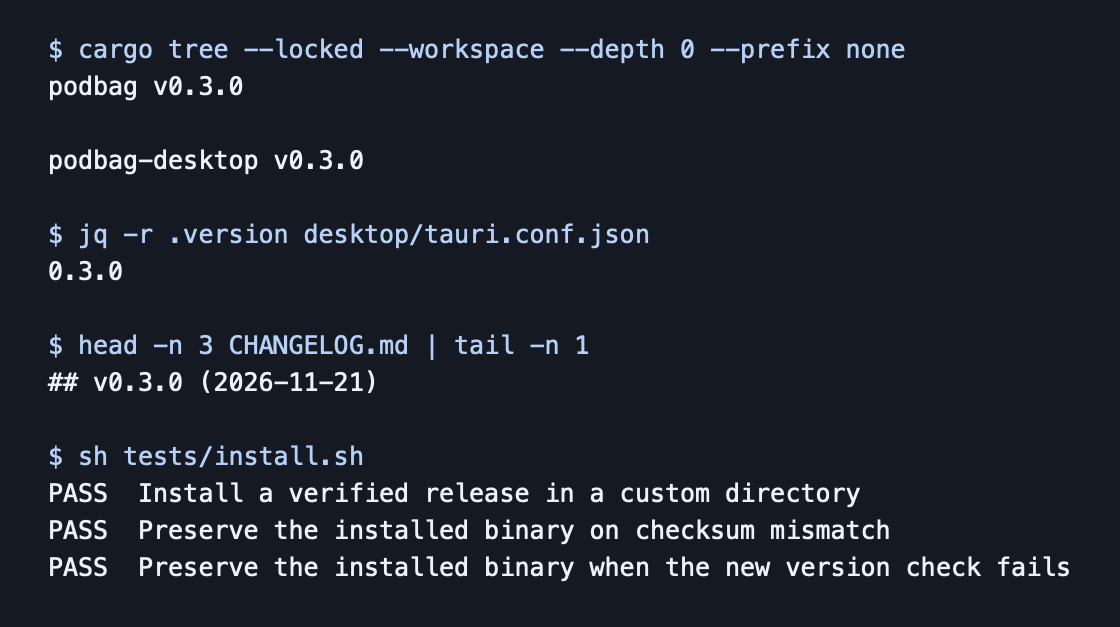 $ cargo tree --locked --workspace --depth 0 --prefix none
podbag v0.3.0
podbag-desktop v0.3.0
$ jq -r .version desktop/tauri.conf.json
0.3.0
$ head -n 3 CHANGELOG.md | tail -n 1
## v0.3.0 (2026-11-21)
$ sh tests/install.sh
PASS  Install a verified release in a custom directory
PASS  Preserve the installed binary on checksum mismatch
PASS  Preserve the installed binary when the new version check fails